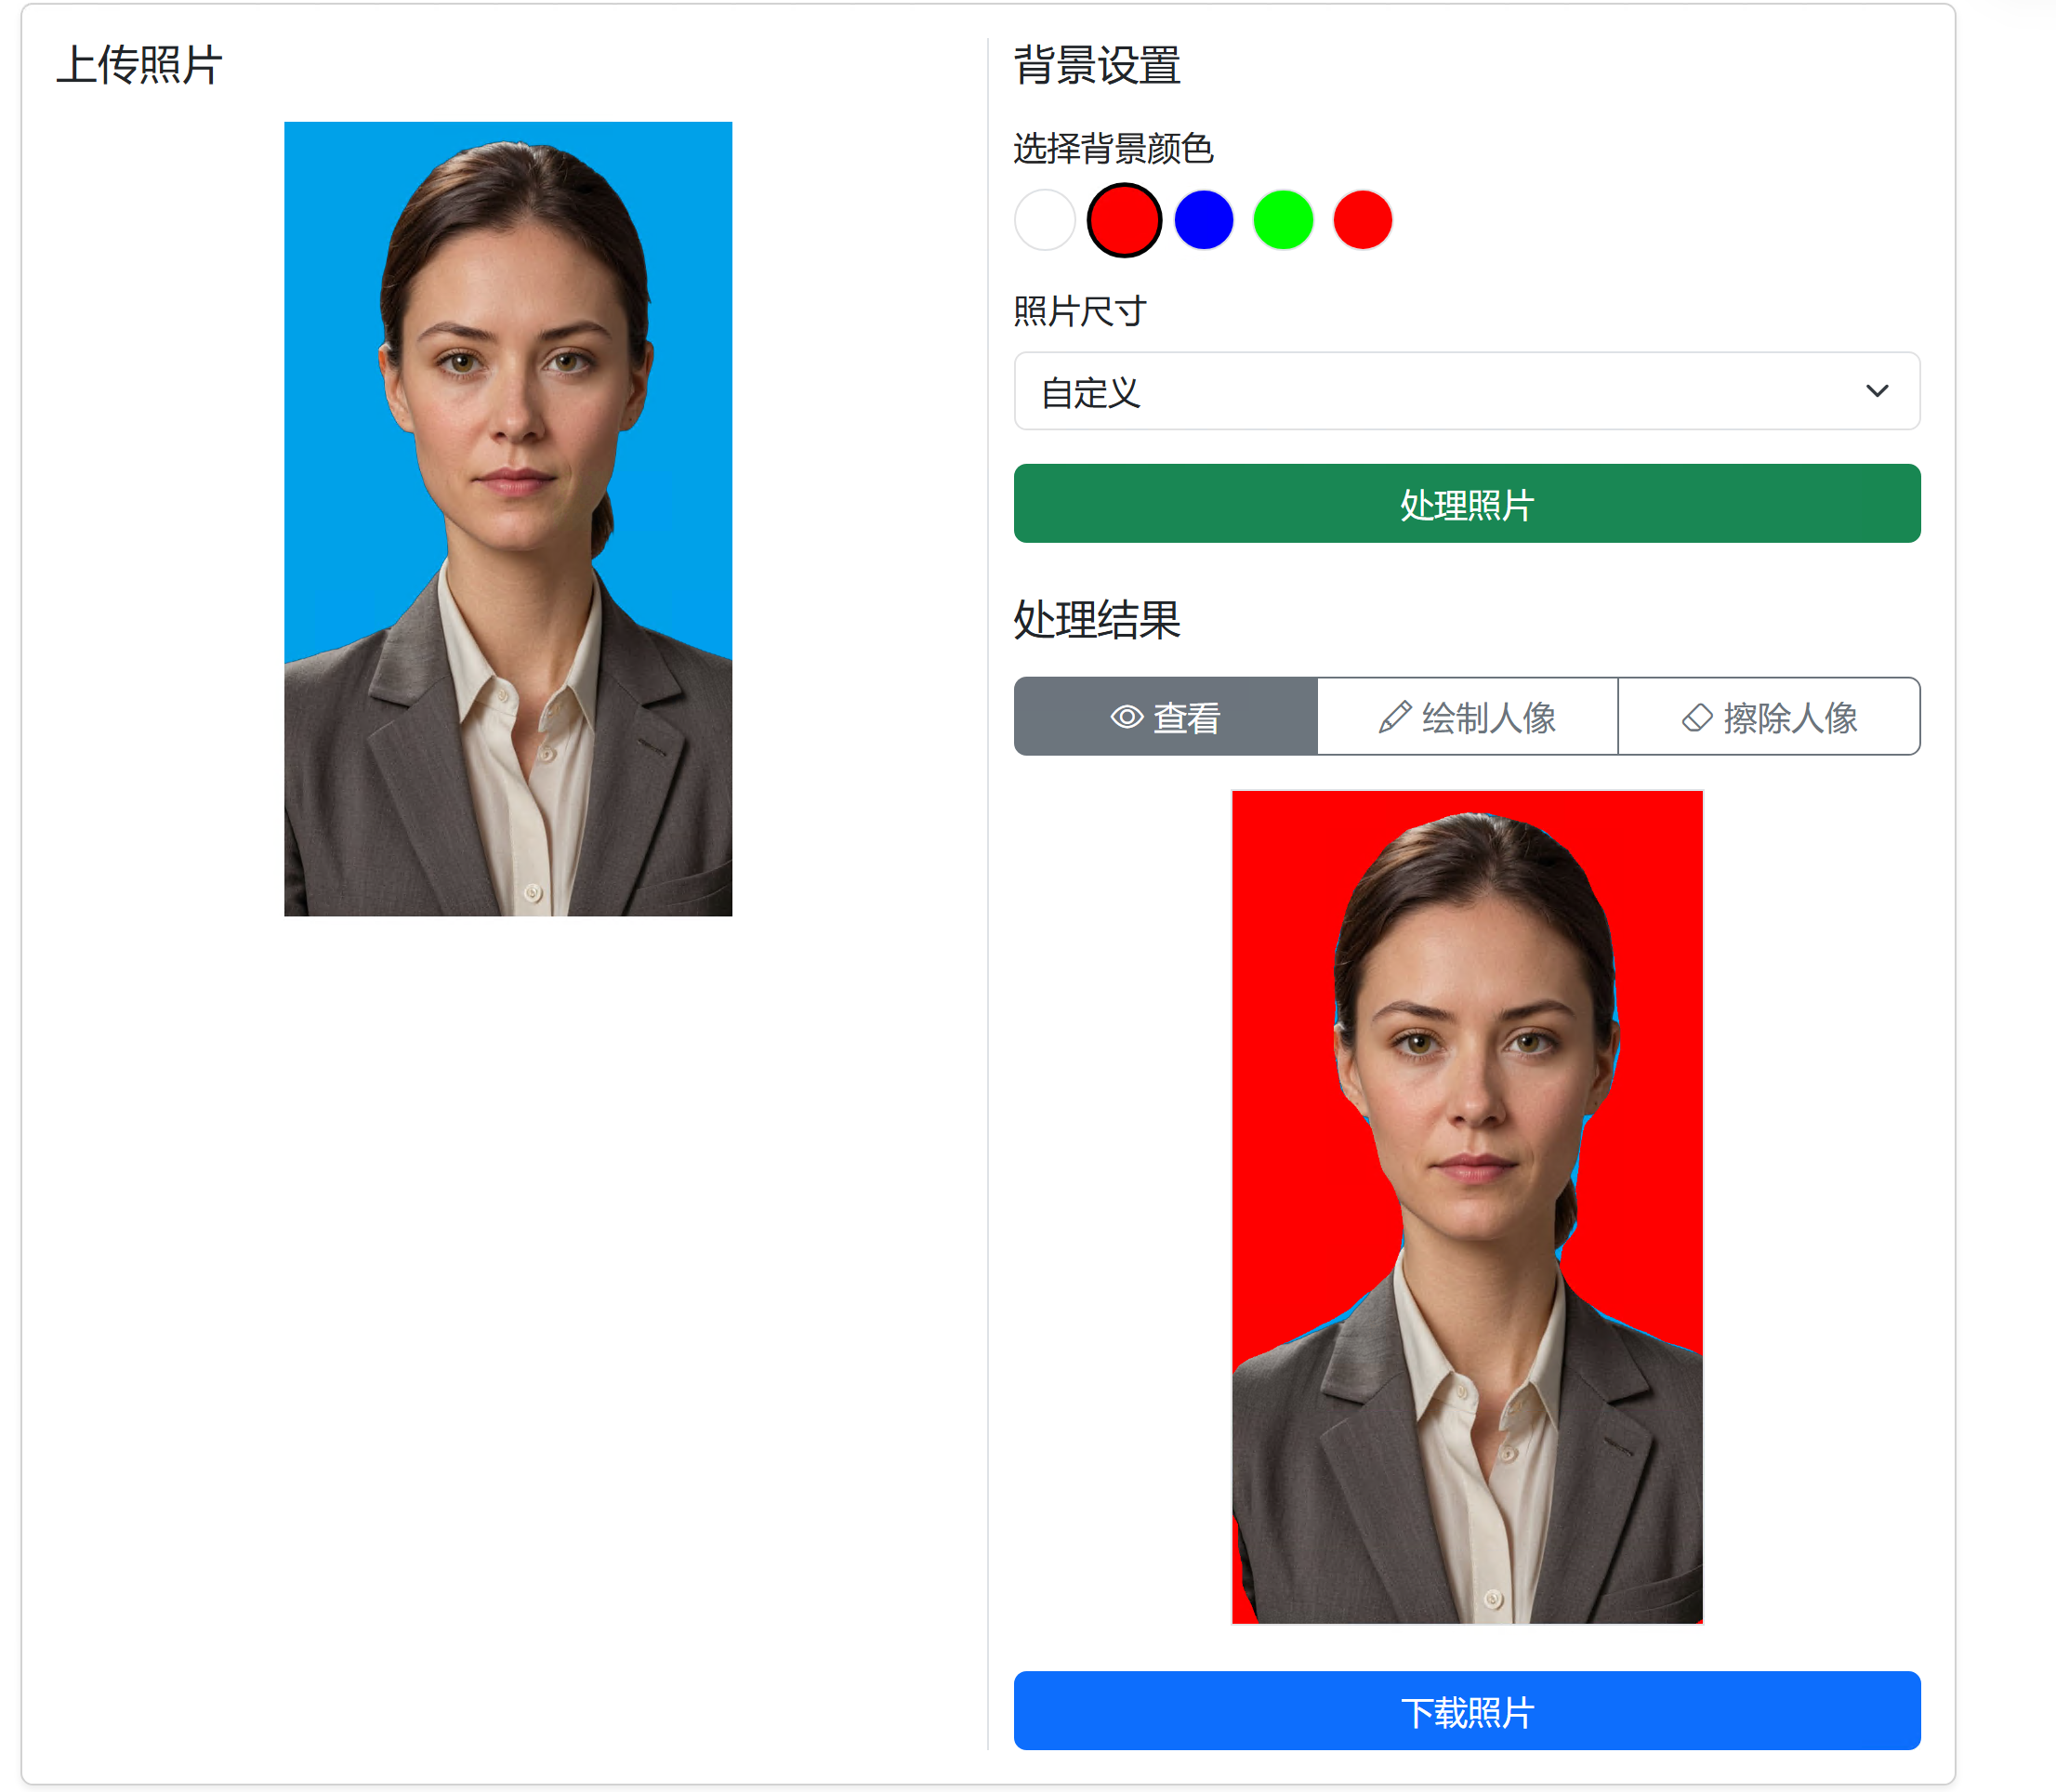 上传照片
背景设置
选择背景颜色
照片尺寸
自定义
处理照片
处理结果
查看
绘制人像
擦除人像
下载照片